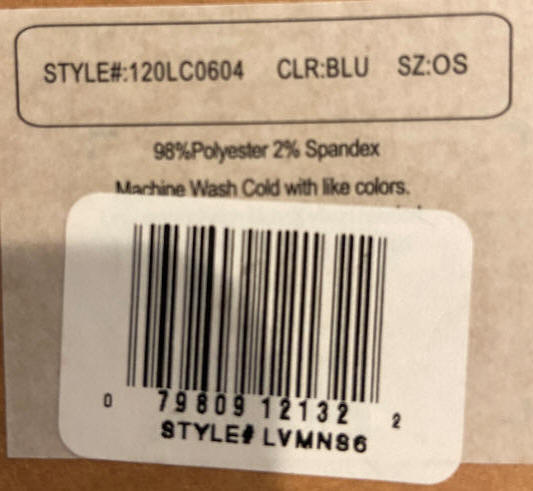 STYLE#:120LC0604 CLR:BLU SZ:OS
98%Polyester 2% Spandex
Machine Wash Cold with like colors.
0 79809 12132 2
STYLE# LVMNS6